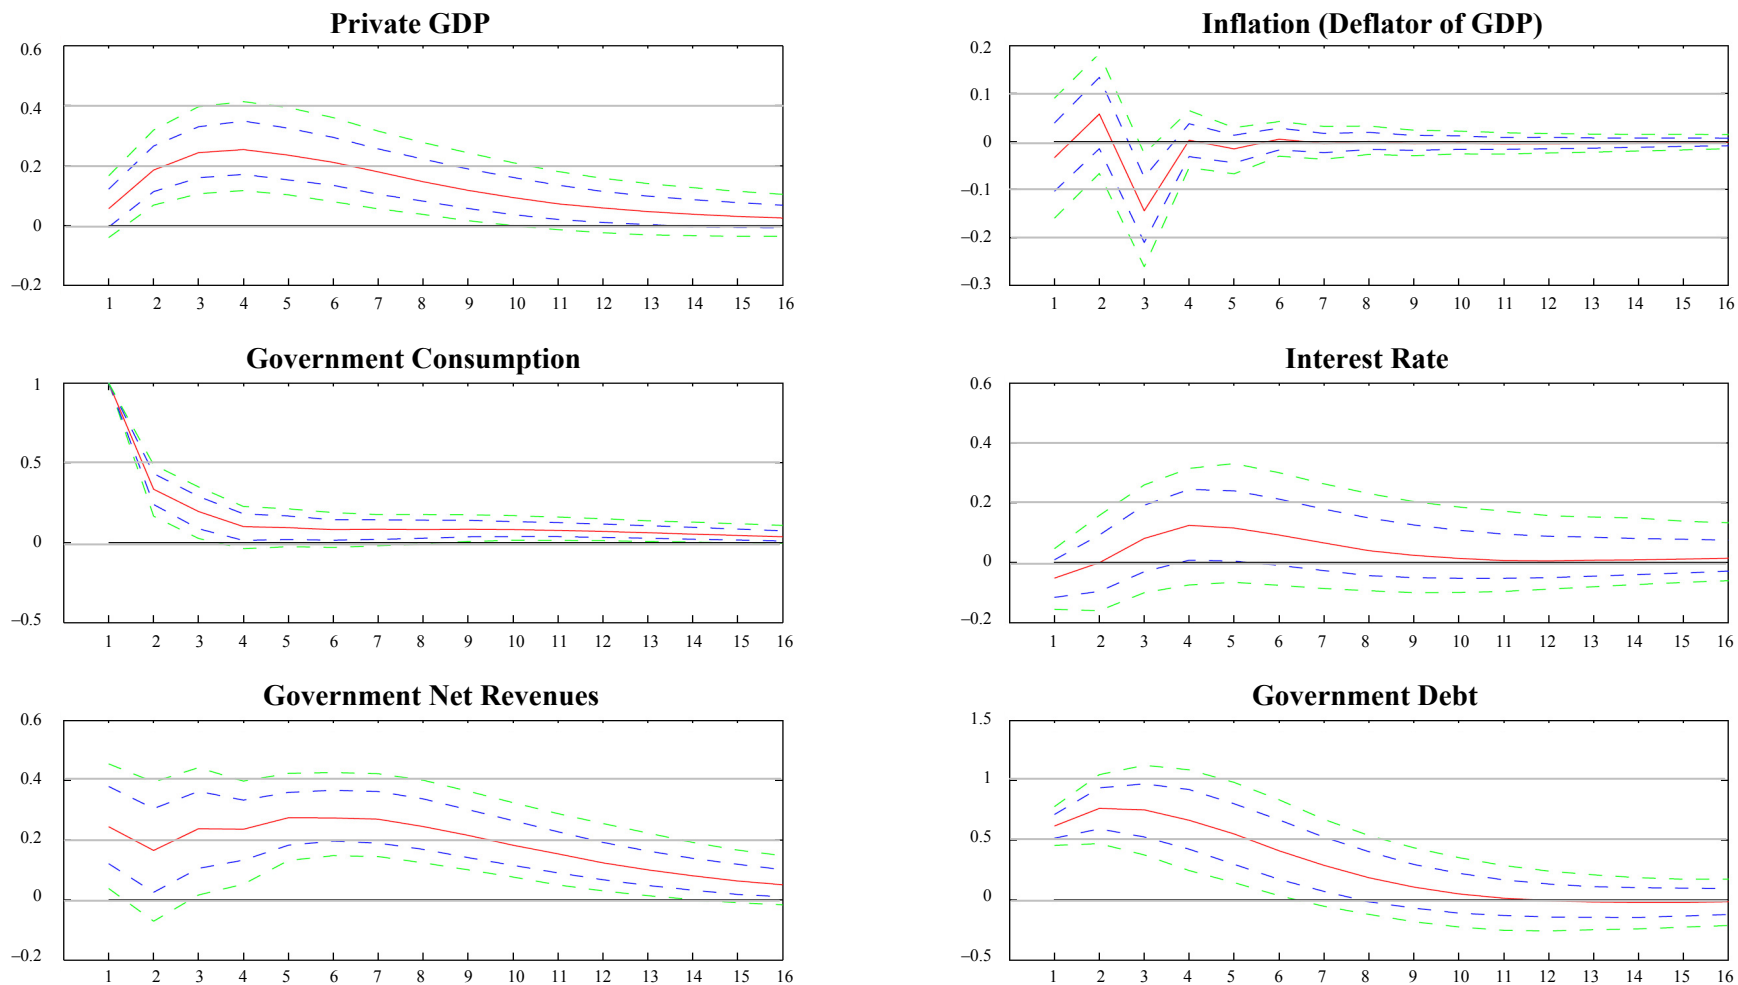 Private GDP
0.6
0.4
0.2
0
–0.2
1 2 3 4 5 6 7 8 9 10 11 12 13 14 15 16
Inflation (Deflator of GDP)
0.2
0.1
0
–0.1
–0.2
–0.3
1 2 3 4 5 6 7 8 9 10 11 12 13 14 15 16
Government Consumption
1
0.5
0
–0.5
1 2 3 4 5 6 7 8 9 10 11 12 13 14 15 16
Interest Rate
0.6
0.4
0.2
0
–0.2
1 2 3 4 5 6 7 8 9 10 11 12 13 14 15 16
Government Net Revenues
0.6
0.4
0.2
0
–0.2
1 2 3 4 5 6 7 8 9 10 11 12 13 14 15 16
Government Debt
1.5
1
0.5
0
–0.5
1 2 3 4 5 6 7 8 9 10 11 12 13 14 15 16